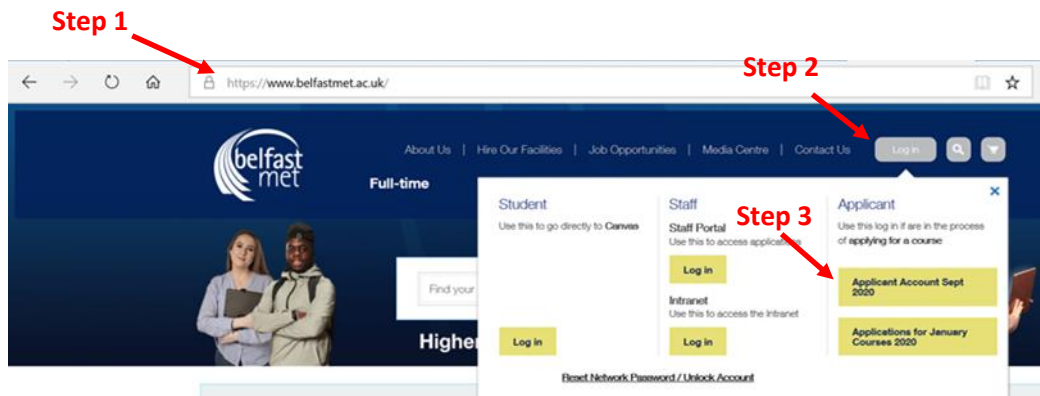 Step 1
Step 2
https://www.belfastmet.ac.uk/
belfast
met
About Us | Hire Our Facilities | Job Opportunities | Media Centre | Contact Us
Log in
Full-time
Student
Use this to go directly to Canvas
Log in
Staff
Staff Portal
Use this to access applications
Log in
Intranet
Use this to access the Intranet
Log in
Step 3
Applicant
Use this log in if are in the process
of applying for a course
Applicant Account Sept
2020
Applications for January
Courses 2020
Reset Network Password / Unlock Account
Find your
Highe